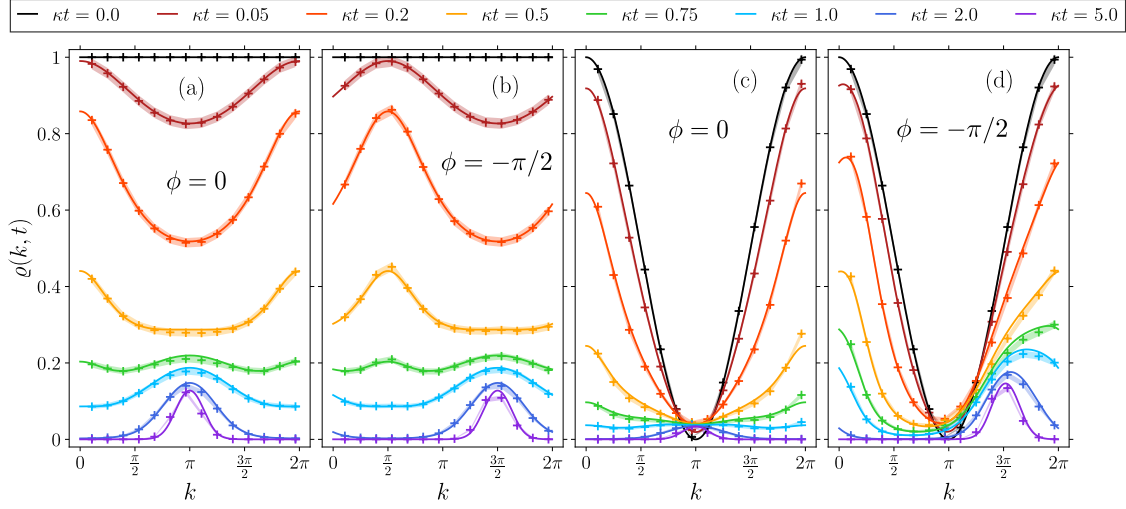 κt = 0.0 κt = 0.05 κt = 0.2 κt = 0.5 κt = 0.75 κt = 1.0 κt = 2.0 κt = 5.0
(a) (b) (c) (d)
ϕ = 0 ϕ = −π/2 ϕ = 0 ϕ = −π/2
ϱ(k, t)
1
0.8
0.6
0.4
0.2
0
0 π/2 π 3π/2 2π 0 π/2 π 3π/2 2π 0 π/2 π 3π/2 2π 0 π/2 π 3π/2 2π
k k k k